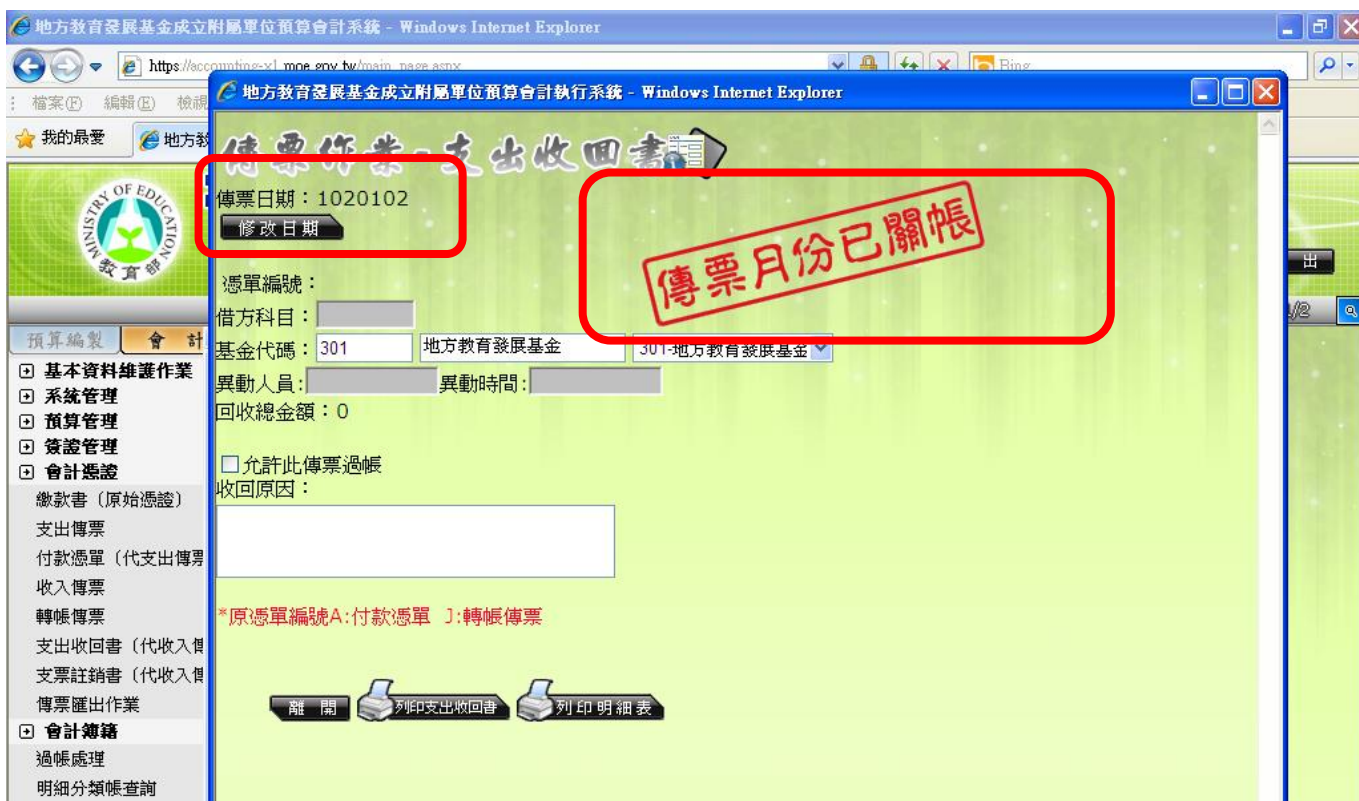 地方教育發展基金成立附屬單位預算會計系統 - Windows Internet Explorer
https://accounting-x1.moe.gov.tw/main_page.aspx
Bing
檔案(F) 編輯(E) 檢視
我的最愛
地方教
MINISTRY OF EDUCATION
教育部
出
1/2
預算編製
會 計
基本資料維護作業
系統管理
預算管理
簽證管理
會計憑證
繳款書（原始憑證）
支出傳票
付款憑單（代支出傳票
收入傳票
轉帳傳票
支出收回書（代收入傳
支票註銷書（代收入傳
傳票匯出作業
會計簿籍
過帳處理
明細分類帳查詢
地方教育發展基金成立附屬單位預算會計執行系統 - Windows Internet Explorer
傳票作業-支出收回書
傳票日期：1020102
修改日期
傳票月份已關帳
憑單編號：
借方科目：
基金代碼：301 地方教育發展基金 301-地方教育發展基金
異動人員: 異動時間:
回收總金額：0
允許此傳票過帳
收回原因：
*原憑單編號A:付款憑單 J:轉帳傳票
離 開 列印支出收回書 列印明細表